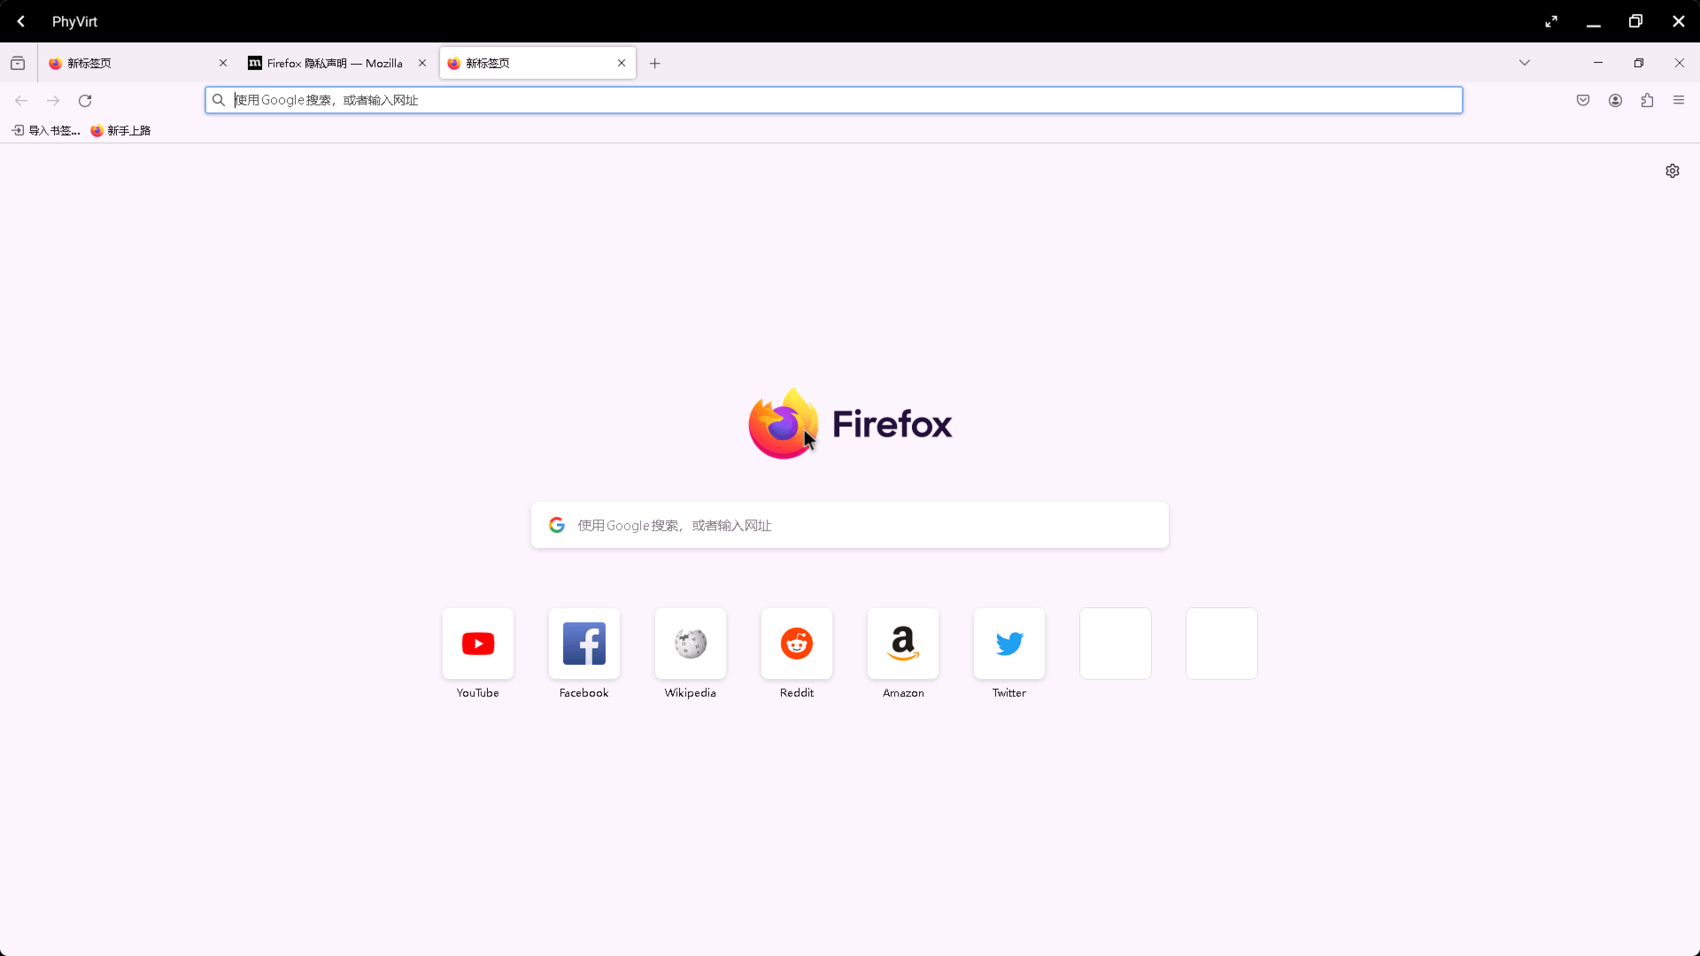 PhyVirt
新标签页
Firefox 隐私声明 — Mozilla
新标签页
使用Google搜索，或者输入网址
导入书签...
新手上路
Firefox
使用Google搜索，或者输入网址
YouTube
Facebook
Wikipedia
Reddit
Amazon
Twitter